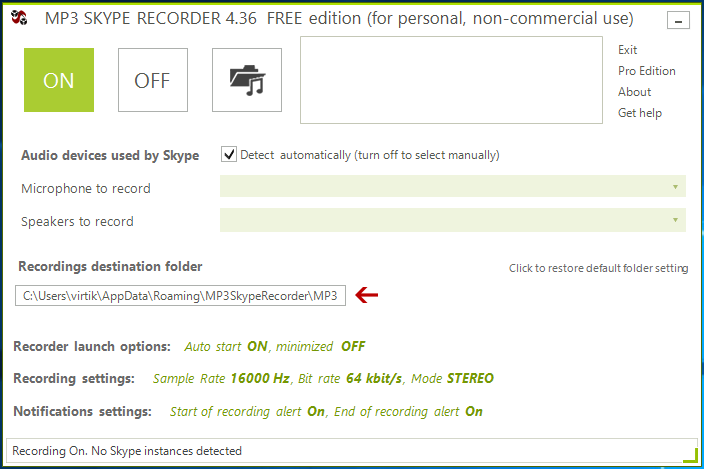 MP3 SKYPE RECORDER 4.36 FREE edition (for personal, non-commercial use)
ON
OFF
Exit
Pro Edition
About
Get help
Audio devices used by Skype
Detect automatically (turn off to select manually)
Microphone to record
Speakers to record
Recordings destination folder
Click to restore default folder setting
C:\Users\virtik\AppData\Roaming\MP3SkypeRecorder\MP3
Recorder launch options: Auto start ON, minimized OFF
Recording settings: Sample Rate 16000 Hz, Bit rate 64 kbit/s, Mode STEREO
Notifications settings: Start of recording alert On, End of recording alert On
Recording On. No Skype instances detected